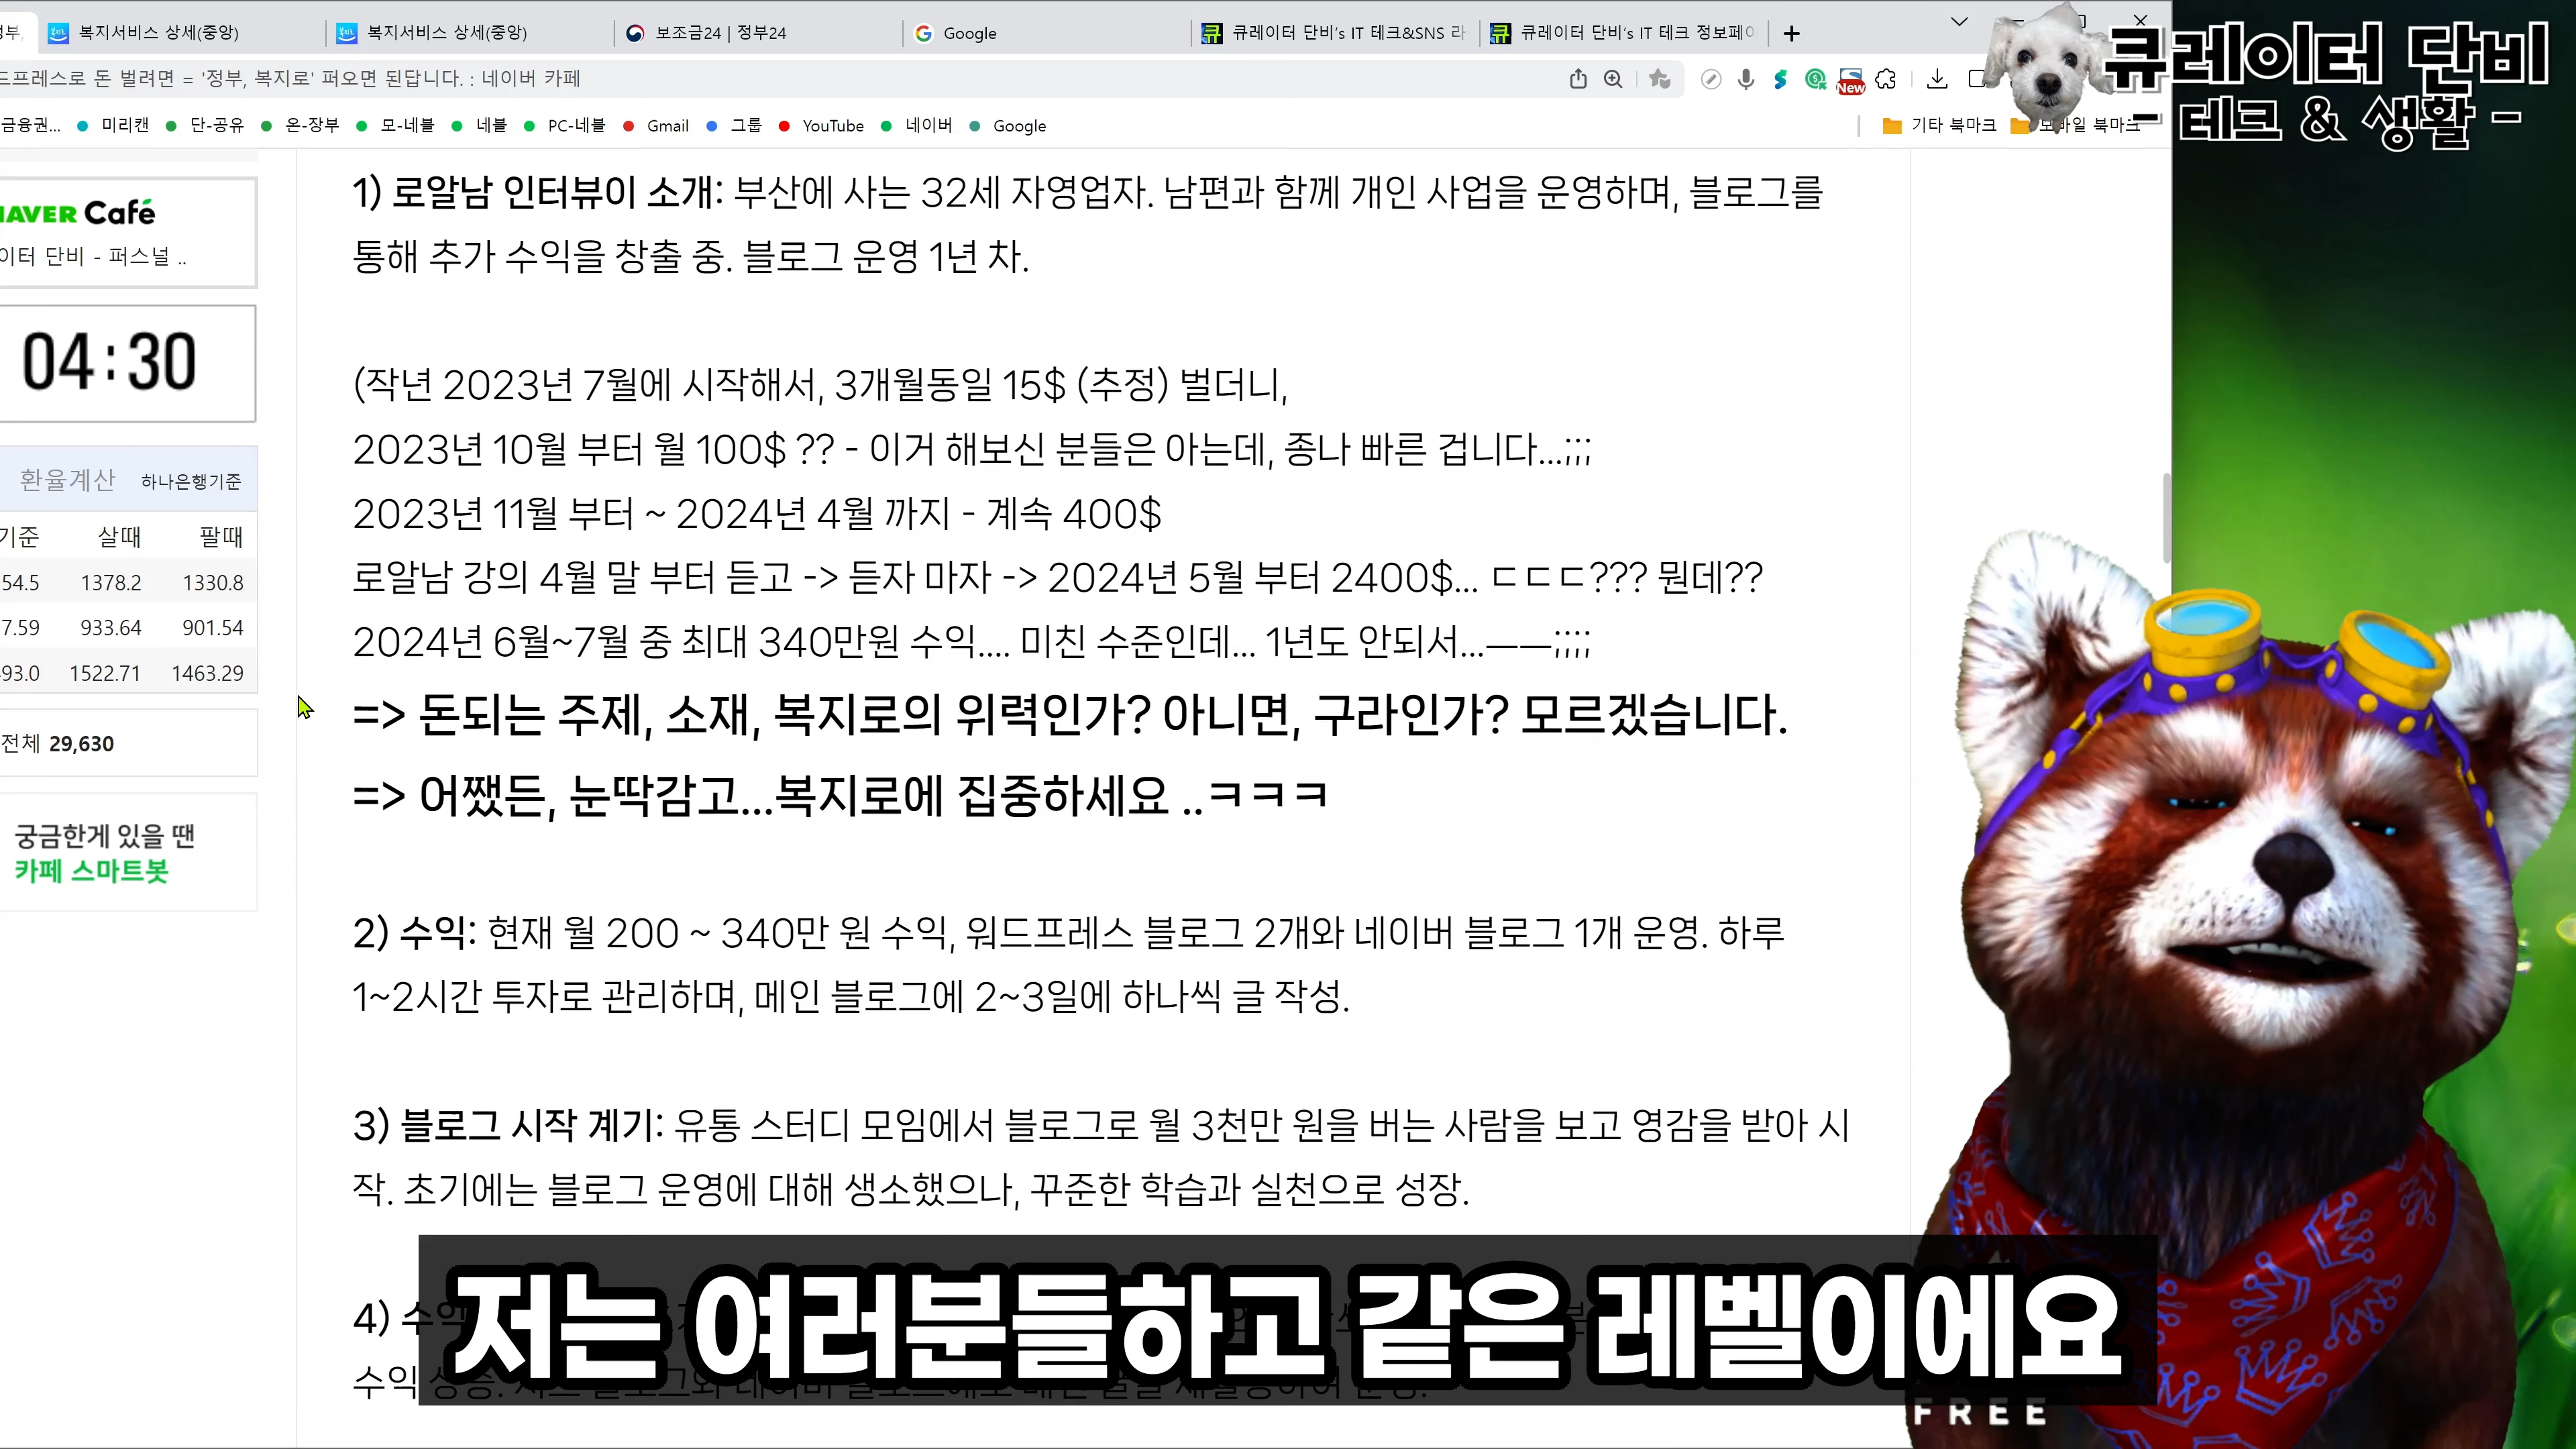 복지서비스 상세(중앙)
복지서비스 상세(중앙)
보조금24 | 정부24
Google
큐레이터 단비's IT 테크&SNS 라
큐레이터 단비's IT 테크 정보페이
큐레이터 단비
- 테크 & 생활 -
드프레스로 돈 벌려면 = '정부, 복지로' 퍼오면 된답니다. : 네이버 카페
New
금융권... 미리캔 단-공유 온-장부 모-네블 네블 PC-네블 Gmail 그룹 YouTube 네이버 Google
기타 북마크 모바일 북마크
NAVER Café
이터 단비 - 퍼스널 ..
04:30
환율계산 하나은행기준
기준 살때 팔때
54.5 1378.2 1330.8
7.59 933.64 901.54
93.0 1522.71 1463.29
전체 29,630
궁금한게 있을 땐
카페 스마트봇
1) 로알남 인터뷰이 소개: 부산에 사는 32세 자영업자. 남편과 함께 개인 사업을 운영하며, 블로그를
통해 추가 수익을 창출 중. 블로그 운영 1년 차.
(작년 2023년 7월에 시작해서, 3개월동일 15$ (추정) 벌더니,
2023년 10월 부터 월 100$ ?? - 이거 해보신 분들은 아는데, 종나 빠른 겁니다...;;;
2023년 11월 부터 ~ 2024년 4월 까지 - 계속 400$
로알남 강의 4월 말 부터 듣고 -> 듣자 마자 -> 2024년 5월 부터 2400$... ㄷㄷㄷ??? 뭔데??
2024년 6월~7월 중 최대 340만원 수익.... 미친 수준인데... 1년도 안되서...ㅡㅡ;;;;
=> 돈되는 주제, 소재, 복지로의 위력인가? 아니면, 구라인가? 모르겠습니다.
=> 어쨌든, 눈딱감고...복지로에 집중하세요 ..ㅋㅋㅋ
2) 수익: 현재 월 200 ~ 340만 원 수익, 워드프레스 블로그 2개와 네이버 블로그 1개 운영. 하루
1~2시간 투자로 관리하며, 메인 블로그에 2~3일에 하나씩 글 작성.
3) 블로그 시작 계기: 유통 스터디 모임에서 블로그로 월 3천만 원을 버는 사람을 보고 영감을 받아 시
작. 초기에는 블로그 운영에 대해 생소했으나, 꾸준한 학습과 실천으로 성장.
4) 수익
수익
저는 여러분들하고 같은 레벨이에요
FREE